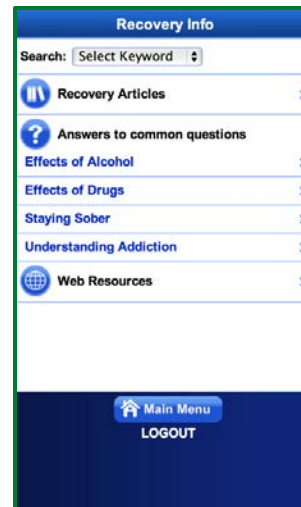 Recovery Info
Search: Select Keyword
Recovery Articles
? Answers to common questions
Effects of Alcohol
Effects of Drugs
Staying Sober
Understanding Addiction
Web Resources
Main Menu
LOGOUT